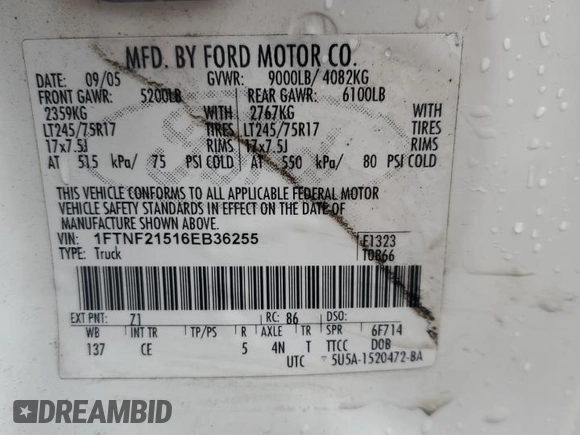 MFD. BY FORD MOTOR CO.
DATE: 09/05 GVWR: 9000LB/ 4082KG
FRONT GAWR: 5200LB REAR GAWR: 6100LB
2359KG WITH 2767KG WITH
LT245/75R17 TIRES LT245/75R17 TIRES
17x7.5J RIMS 17x7.5J RIMS
AT 515 kPa/ 75 PSI COLD AT 550 kPa/ 80 PSI COLD
THIS VEHICLE CONFORMS TO ALL APPLICABLE FEDERAL MOTOR
VEHICLE SAFETY STANDARDS IN EFFECT ON THE DATE OF
MANUFACTURE SHOWN ABOVE.
VIN: 1FTNF21516EB36255 F1323
TYPE: Truck T0866
EXT PNT: Z1 RC: 86 DSO:
WB INT TR TP/PS R AXLE TR SPR 6F714
137 CE 5 4N T TTCC DOB
UTC 5U5A-1520472-BA
DREAMBID